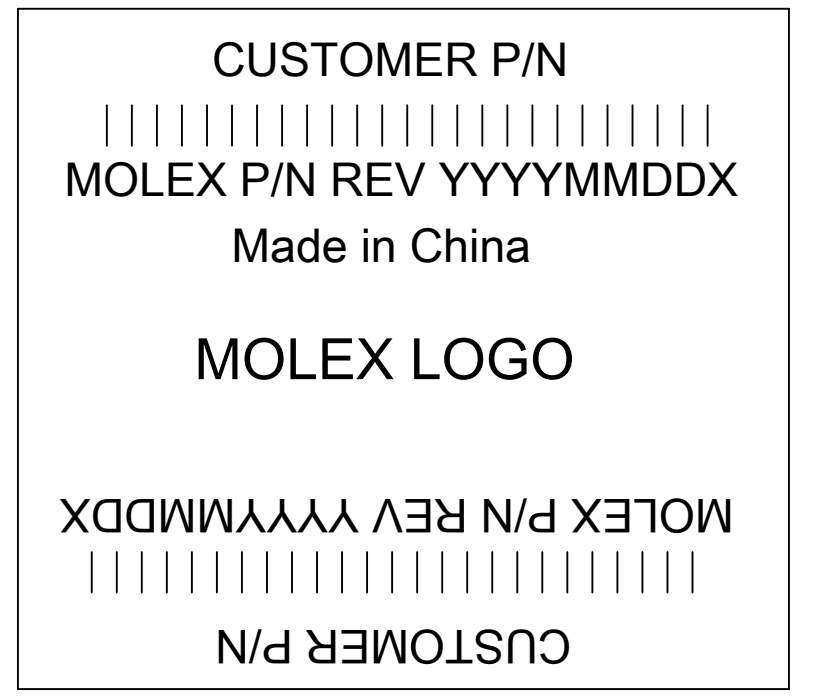 CUSTOMER P/N
MOLEX P/N REV YYYYMMDDX
Made in China
MOLEX LOGO
MOLEX P/N REV YYYYMMDDX
CUSTOMER P/N